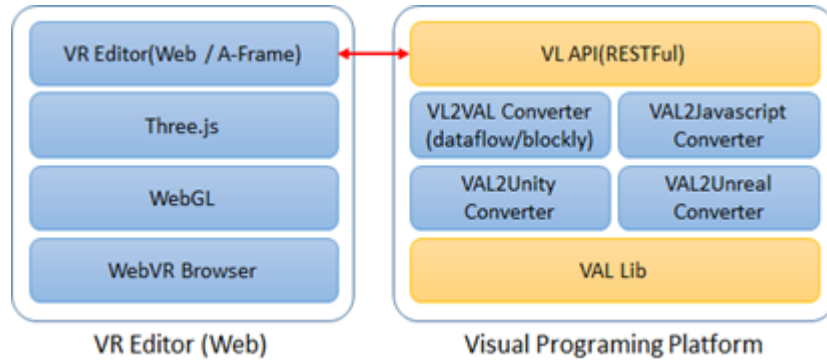 VR Editor(Web / A-Frame)
Three.js
WebGL
WebVR Browser
VR Editor (Web)
VL API(RESTFul)
VL2VAL Converter
(dataflow/blockly)
VAL2Javascript
Converter
VAL2Unity
Converter
VAL2Unreal
Converter
VAL Lib
Visual Programing Platform